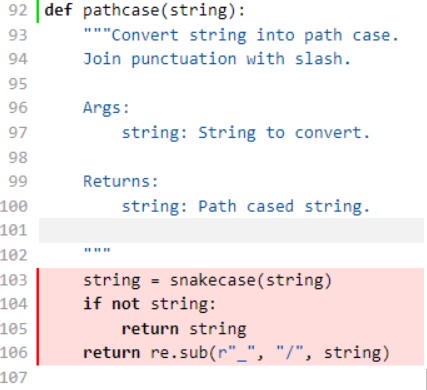 92 def pathcase(string):
93     """Convert string into path case.
94     Join punctuation with slash.
95
96     Args:
97         string: String to convert.
98
99     Returns:
100         string: Path cased string.
101
102     """
103     string = snakecase(string)
104     if not string:
105         return string
106     return re.sub(r"_", "/", string)
107